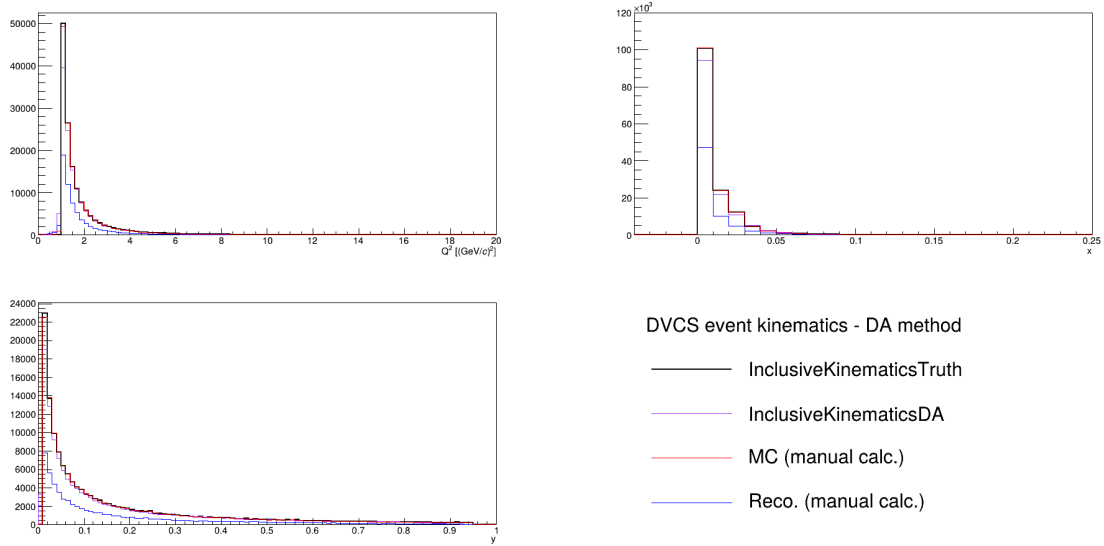 50000
40000
30000
20000
10000
0
0 2 4 6 8 10 12 14 16 18 20
Q² [(GeV/c)²]
×10³
120
100
80
60
40
20
0
0 0.05 0.1 0.15 0.2 0.25
x
24000
22000
20000
18000
16000
14000
12000
10000
8000
6000
4000
2000
0
0 0.1 0.2 0.3 0.4 0.5 0.6 0.7 0.8 0.9 1
y
DVCS event kinematics - DA method
InclusiveKinematicsTruth
InclusiveKinematicsDA
MC (manual calc.)
Reco. (manual calc.)